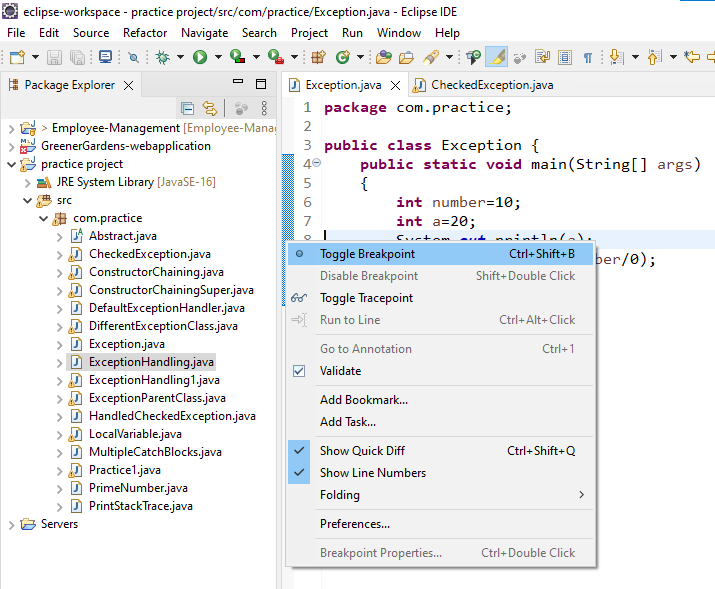 eclipse-workspace - practice project/src/com/practice/Exception.java - Eclipse IDE
File Edit Source Refactor Navigate Search Project Run Window Help
Package Explorer
> Employee-Management [Employee-Mana
GreenerGardens-webapplication
practice project
JRE System Library [JavaSE-16]
src
com.practice
Abstract.java
CheckedException.java
ConstructorChaining.java
ConstructorChainingSuper.java
DefaultExceptionHandler.java
DifferentExceptionClass.java
Exception.java
ExceptionHandling.java
ExceptionHandling1.java
ExceptionParentClass.java
HandledCheckedException.java
LocalVariable.java
MultipleCatchBlocks.java
Practice1.java
PrimeNumber.java
PrintStackTrace.java
Servers
Exception.java CheckedException.java
1 package com.practice;
2
3 public class Exception {
4 public static void main(String[] args)
5 {
6 int number=10;
7 int a=20;
8 System.out.println(a);
ber/0);
Toggle Breakpoint Ctrl+Shift+B
Disable Breakpoint Shift+Double Click
Toggle Tracepoint
Run to Line Ctrl+Alt+Click
Go to Annotation Ctrl+1
Validate
Add Bookmark...
Add Task...
Show Quick Diff Ctrl+Shift+Q
Show Line Numbers
Folding
Preferences...
Breakpoint Properties... Ctrl+Double Click